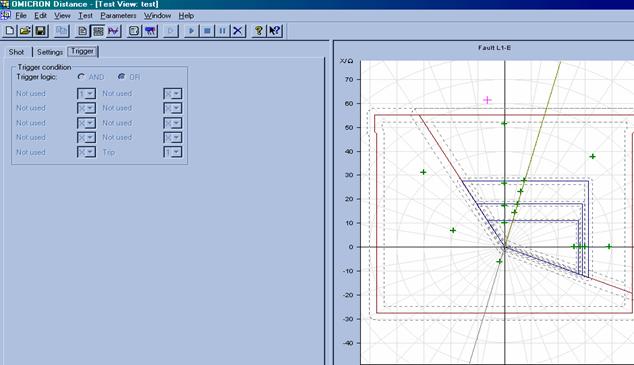 OMICRON Distance - [Test View: test]
File Edit View Test Parameters Window Help
Shot Settings Trigger
Trigger condition
Trigger logic: AND OR
Not used 1 Not used X
Not used X Not used X
Not used X Not used X
Not used X Not used X
Not used X Trip 1
Fault L1-E
X/Ω
70
60
50
40
30
20
10
0
-10
-20
-30
-40